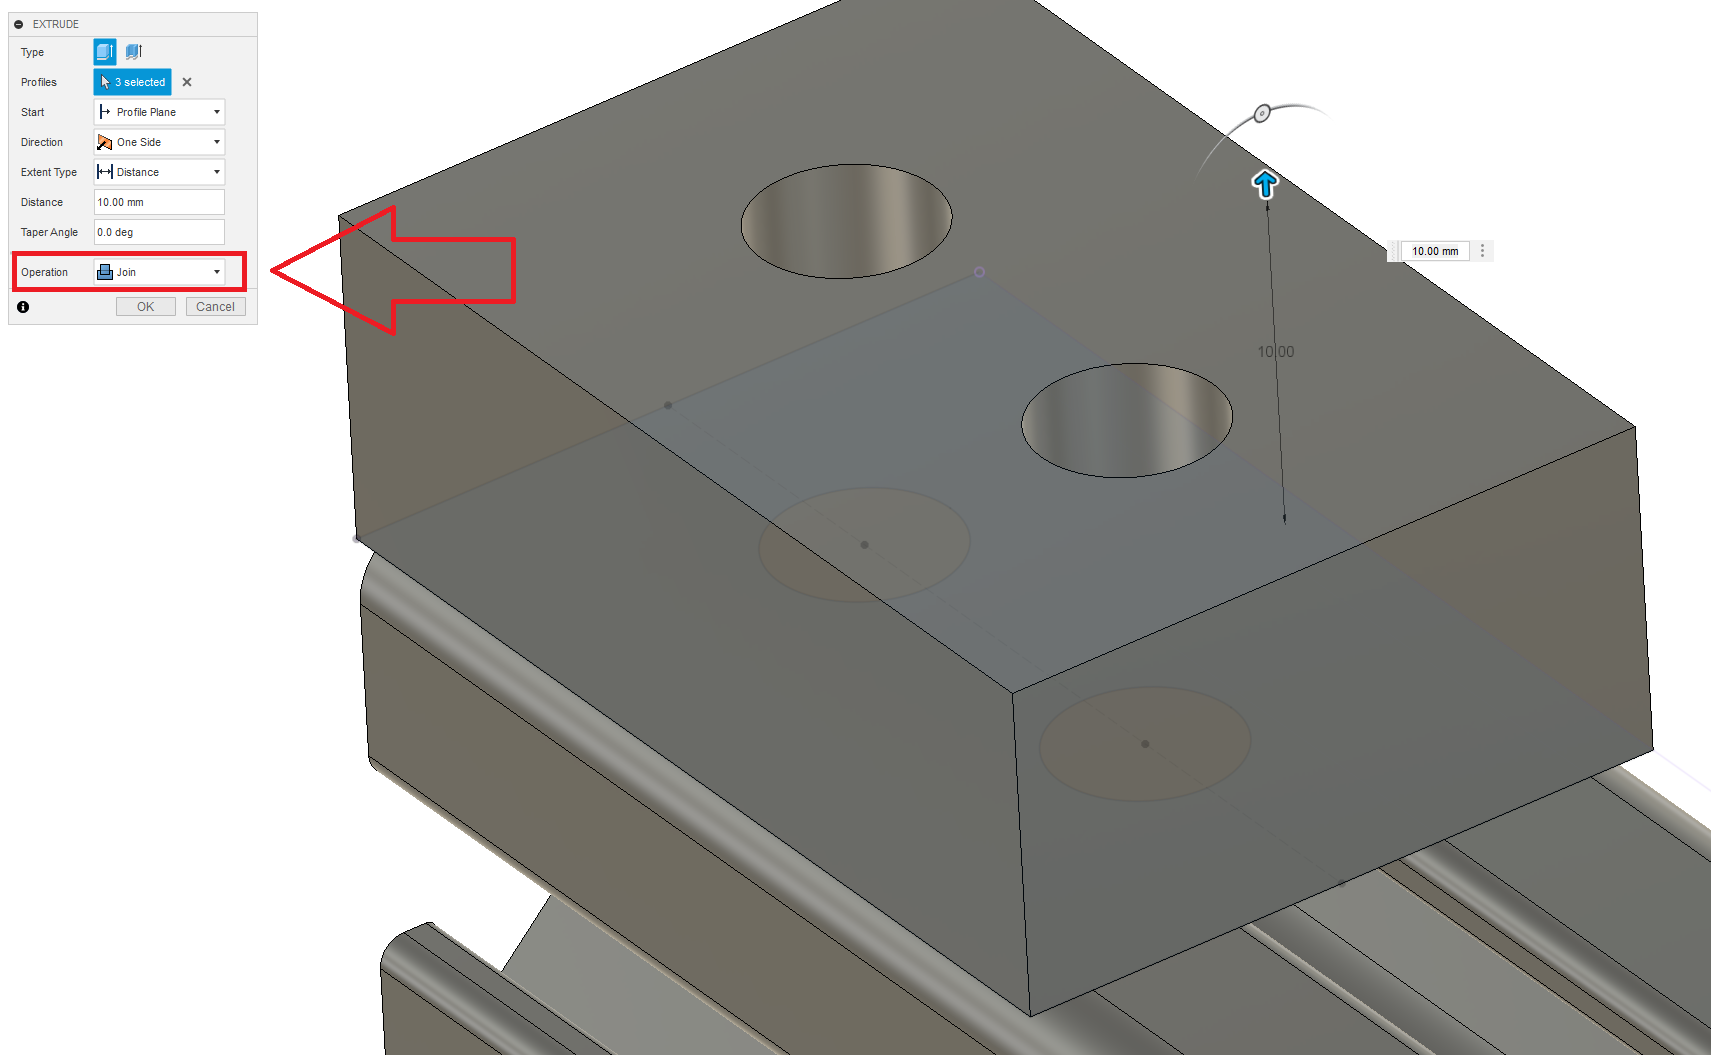 EXTRUDE
Type
Profiles 3 selected
Start Profile Plane
Direction One Side
Extent Type Distance
Distance 10.00 mm
Taper Angle 0.0 deg
Operation Join
OK Cancel
10.00 mm
10.00